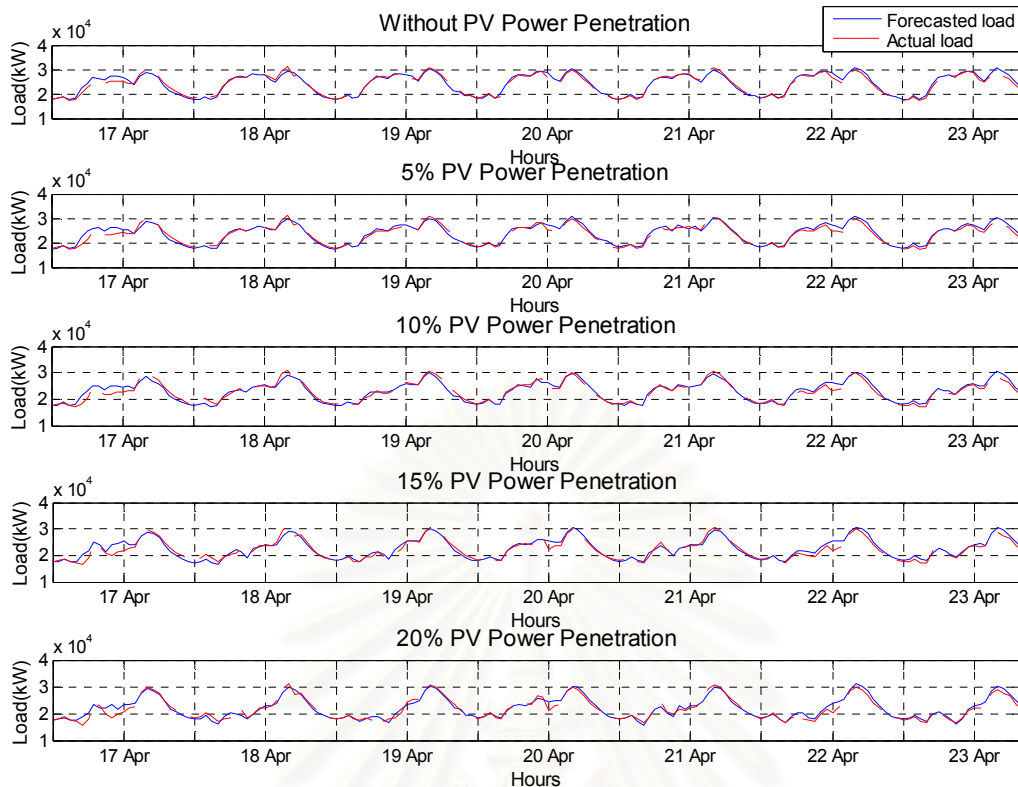 Without PV Power Penetration
Forecasted load
Actual load
x 10^4
Load(kW)
4
3
2
1
17 Apr 18 Apr 19 Apr 20 Apr 21 Apr 22 Apr 23 Apr
Hours
5% PV Power Penetration
x 10^4
Load(kW)
4
3
2
1
17 Apr 18 Apr 19 Apr 20 Apr 21 Apr 22 Apr 23 Apr
Hours
10% PV Power Penetration
x 10^4
Load(kW)
4
3
2
1
17 Apr 18 Apr 19 Apr 20 Apr 21 Apr 22 Apr 23 Apr
Hours
15% PV Power Penetration
x 10^4
Load(kW)
4
3
2
1
17 Apr 18 Apr 19 Apr 20 Apr 21 Apr 22 Apr 23 Apr
Hours
20% PV Power Penetration
x 10^4
Load(kW)
4
3
2
1
17 Apr 18 Apr 19 Apr 20 Apr 21 Apr 22 Apr 23 Apr
Hours